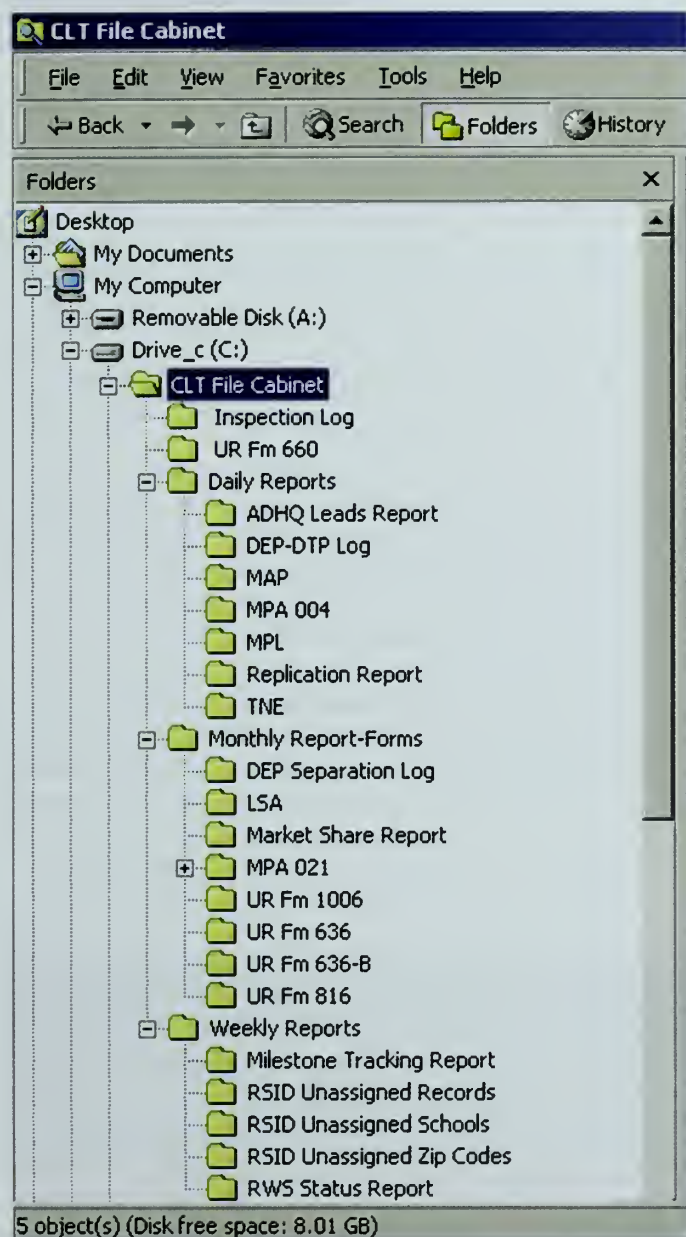 CLT File Cabinet
File Edit View Favorites Tools Help
Back Search Folders History
Folders
Desktop
My Documents
My Computer
Removable Disk (A:)
Drive_c (C:)
CLT File Cabinet
Inspection Log
UR Fm 660
Daily Reports
ADHQ Leads Report
DEP-DTP Log
MAP
MPA 004
MPL
Replication Report
TNE
Monthly Report-Forms
DEP Separation Log
LSA
Market Share Report
MPA 021
UR Fm 1006
UR Fm 636
UR Fm 636-B
UR Fm 816
Weekly Reports
Milestone Tracking Report
RSID Unassigned Records
RSID Unassigned Schools
RSID Unassigned Zip Codes
RWS Status Report
5 object(s) (Disk free space: 8.01 GB)